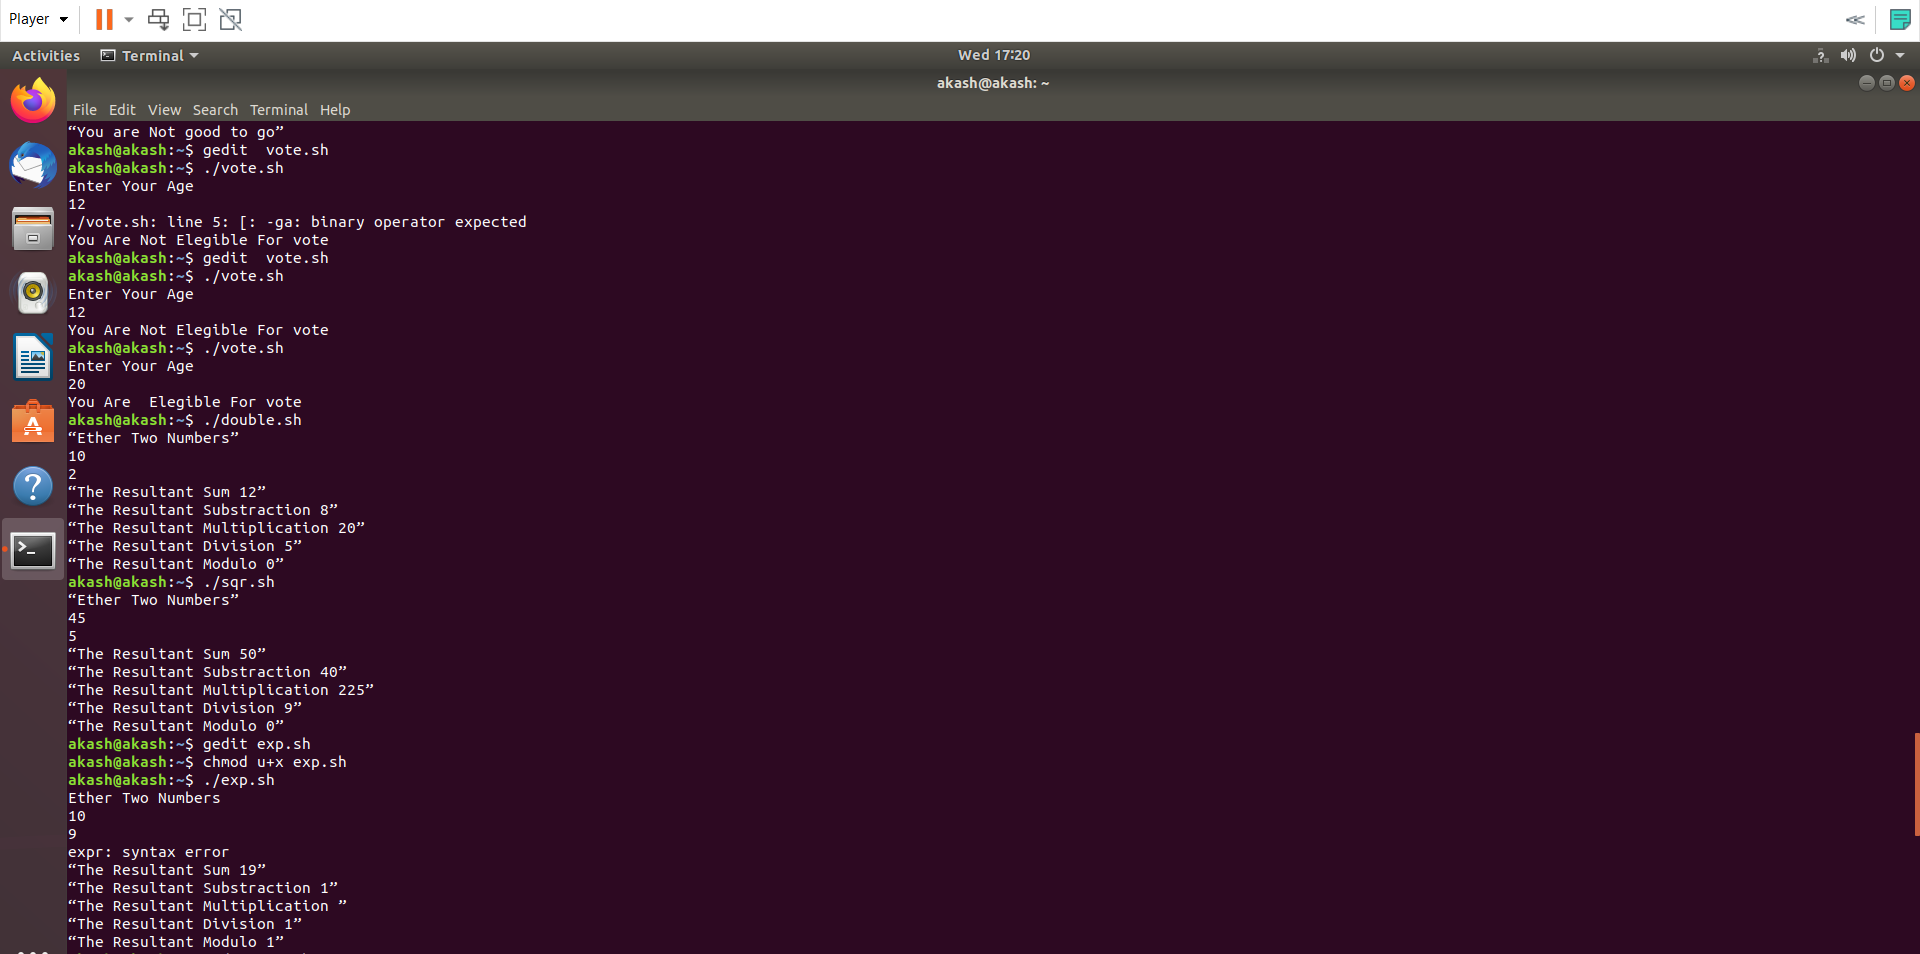 Player
Activities
Terminal
Wed 17:20
akash@akash: ~
File Edit View Search Terminal Help
“You are Not good to go”
akash@akash:~$ gedit  vote.sh
akash@akash:~$ ./vote.sh
Enter Your Age
12
./vote.sh: line 5: [: -ga: binary operator expected
You Are Not Elegible For vote
akash@akash:~$ gedit  vote.sh
akash@akash:~$ ./vote.sh
Enter Your Age
12
You Are Not Elegible For vote
akash@akash:~$ ./vote.sh
Enter Your Age
20
You Are  Elegible For vote
akash@akash:~$ ./double.sh
“Ether Two Numbers”
10
2
“The Resultant Sum 12”
“The Resultant Substraction 8”
“The Resultant Multiplication 20”
“The Resultant Division 5”
“The Resultant Modulo 0”
akash@akash:~$ ./sqr.sh
“Ether Two Numbers”
45
5
“The Resultant Sum 50”
“The Resultant Substraction 40”
“The Resultant Multiplication 225”
“The Resultant Division 9”
“The Resultant Modulo 0”
akash@akash:~$ gedit exp.sh
akash@akash:~$ chmod u+x exp.sh
akash@akash:~$ ./exp.sh
Ether Two Numbers
10
9
expr: syntax error
“The Resultant Sum 19”
“The Resultant Substraction 1”
“The Resultant Multiplication ”
“The Resultant Division 1”
“The Resultant Modulo 1”